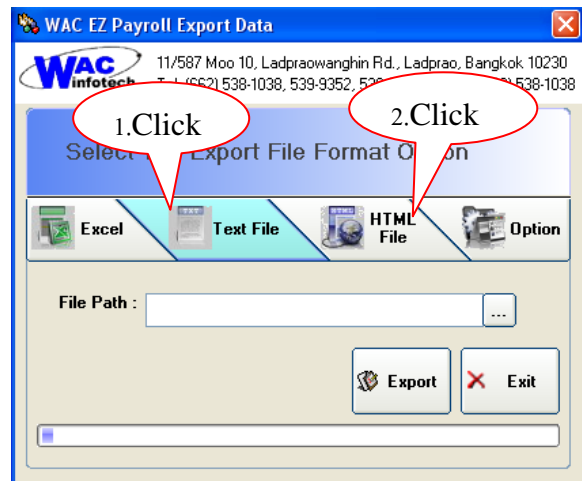 WAC EZ Payroll Export Data
WAC
Infotech
11/587 Moo 10, Ladpraowanghin Rd., Ladprao, Bangkok 10230
(662) 538-1038, 539-9352, 538-1038
1.Click
2.Click
Select Export File Format
Excel
Text File
HTML
File
Option
File Path :
...
Export
Exit